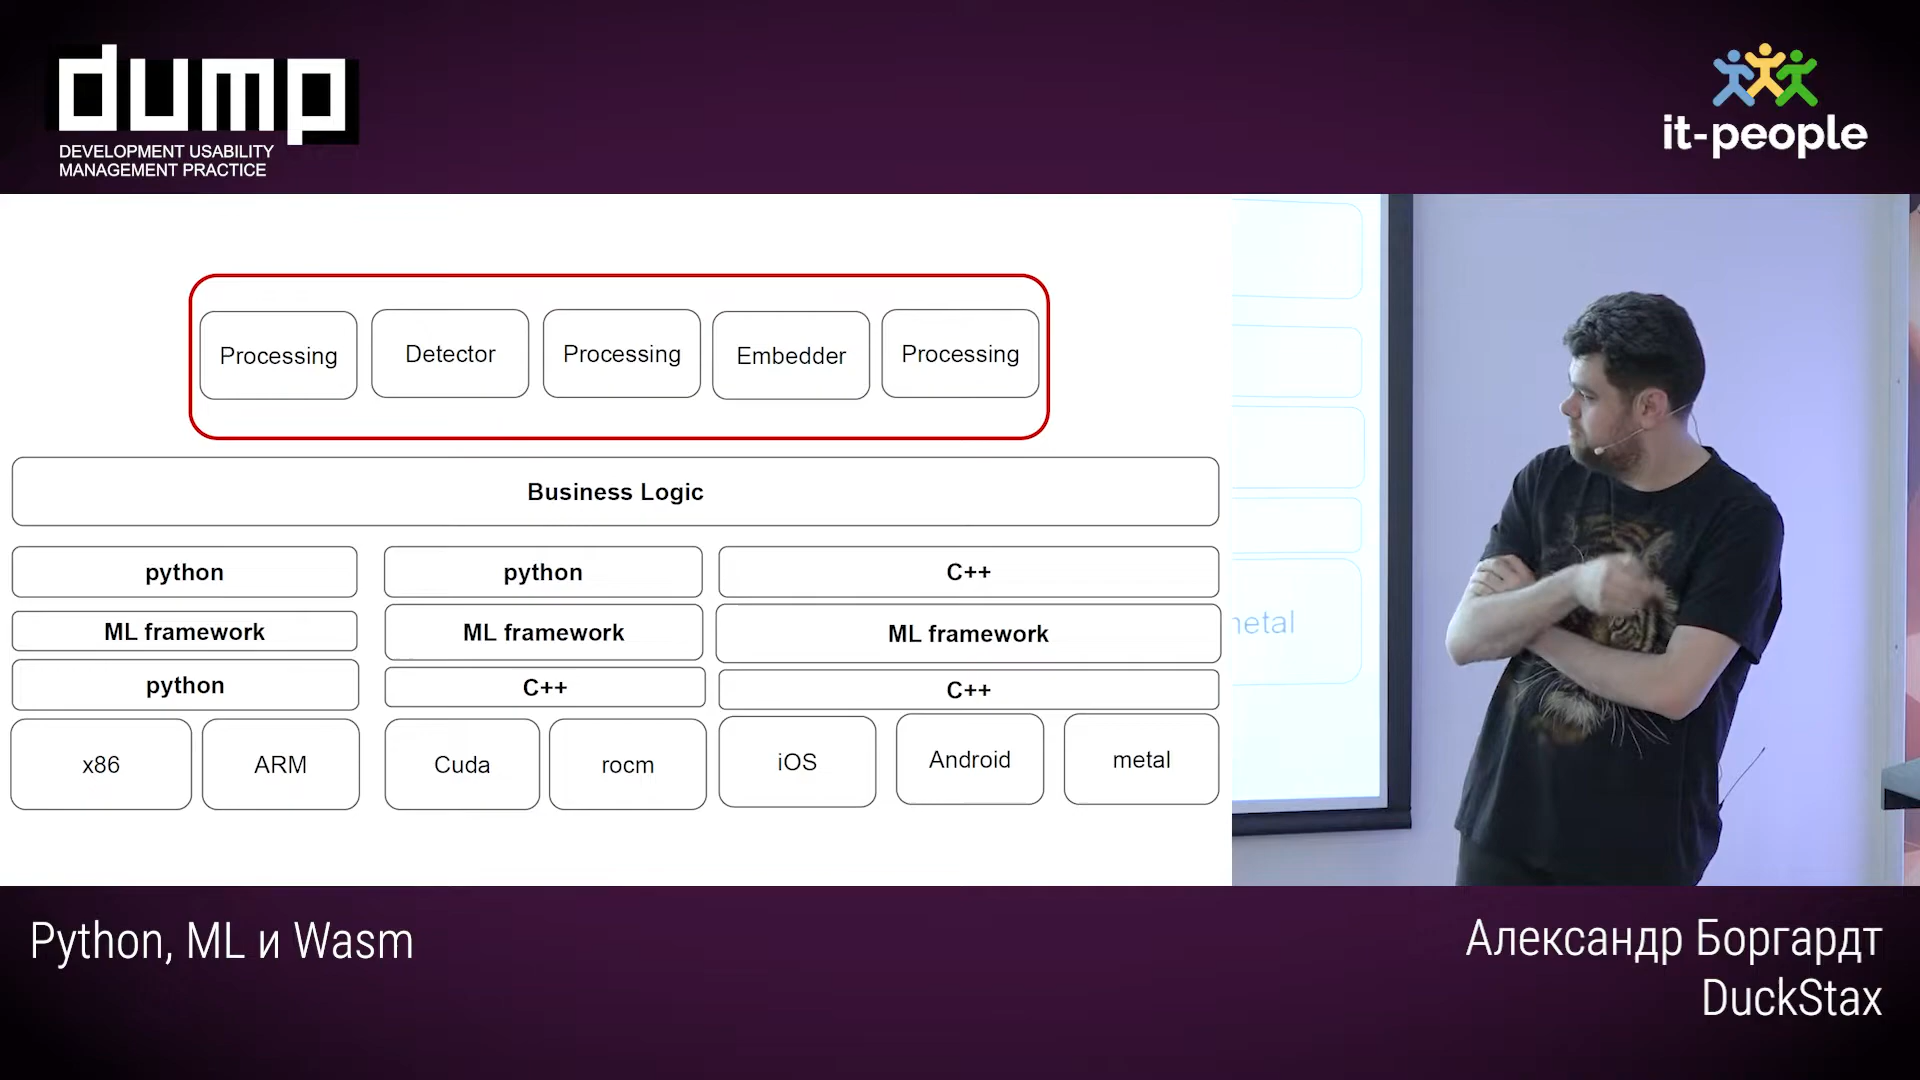 dump
DEVELOPMENT USABILITY
MANAGEMENT PRACTICE
it-people
Processing
Detector
Processing
Embedder
Processing
Business Logic
python
python
C++
ML framework
ML framework
ML framework
python
C++
C++
x86
ARM
Cuda
rocm
iOS
Android
metal
metal
Python, ML и Wasm
Александр Боргардт
DuckStax